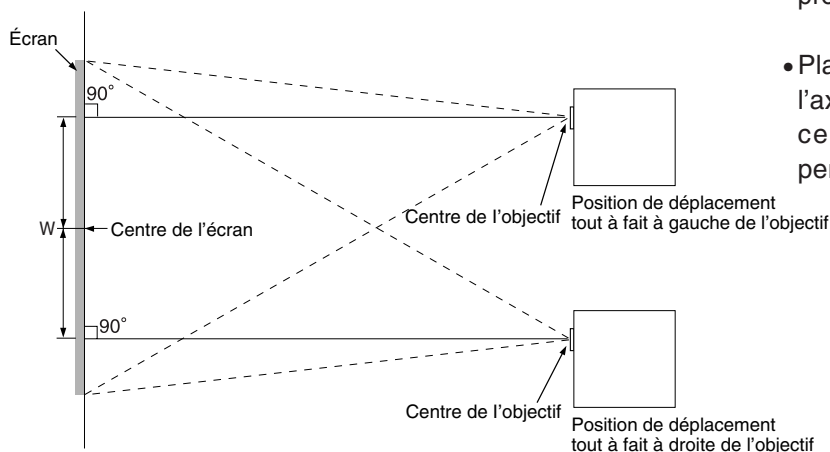 Écran
90°
W
Centre de l'écran
90°
Centre de l'objectif
Position de déplacement
tout à fait à gauche de l'objectif
Centre de l'objectif
Position de déplacement
tout à fait à droite de l'objectif
• Pla
l'ax
ce
per